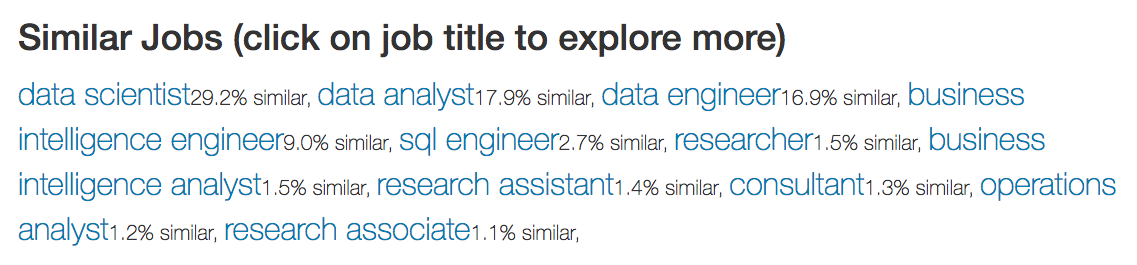 Similar Jobs (click on job title to explore more)
data scientist29.2% similar, data analyst17.9% similar, data engineer16.9% similar, business
intelligence engineer9.0% similar, sql engineer2.7% similar, researcher1.5% similar, business
intelligence analyst1.5% similar, research assistant1.4% similar, consultant1.3% similar, operations
analyst1.2% similar, research associate1.1% similar,